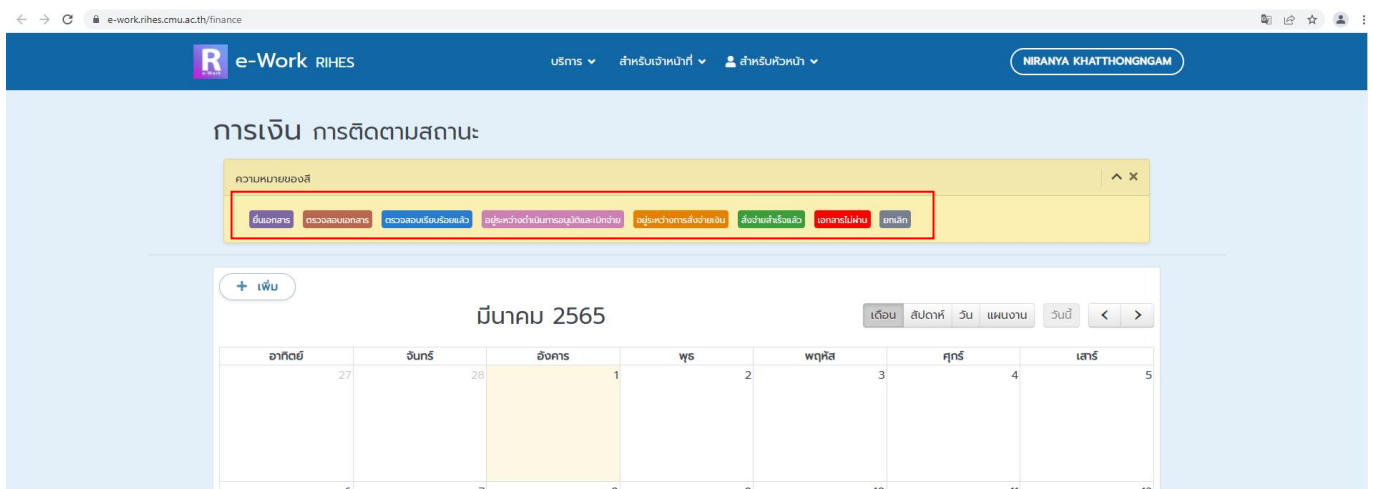 e-work.rihes.cmu.ac.th/finance
R e-Work e-Work RIHES บริการ สำหรับเจ้าหน้าที่ สำหรับหัวหน้า NIRANYA KHATTHONGNGAM
การเงิน การติดตามสถานะ
ความหมายของสี
ยื่นเอกสาร ตรวจสอบเอกสาร ตรวจสอบเรียบร้อยแล้ว อยู่ระหว่างดำเนินการอนุมัติและเบิกจ่าย อยู่ระหว่างการสั่งจ่ายเงิน สั่งจ่ายสำเร็จแล้ว เอกสารไม่ผ่าน ยกเลิก
+ เพิ่ม
มีนาคม 2565 เดือน สัปดาห์ วัน แผนงาน วันนี้
อาทิตย์ จันทร์ อังคาร พุธ พฤหัส ศุกร์ เสาร์
27 28 1 2 3 4 5